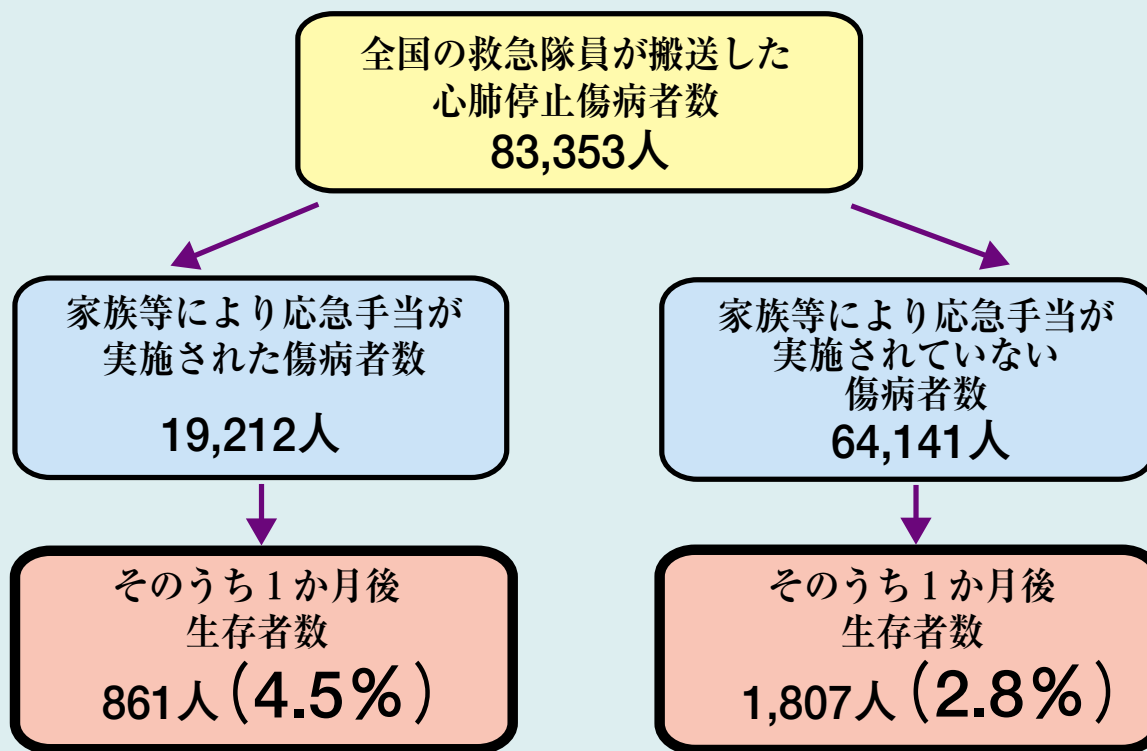 全国の救急隊員が搬送した
心肺停止傷病者数
83,353人
家族等により応急手当が
実施された傷病者数
19,212人
家族等により応急手当が
実施されていない
傷病者数
64,141人
そのうち1か月後
生存者数
861人(4.5%)
そのうち1か月後
生存者数
1,807人(2.8%)